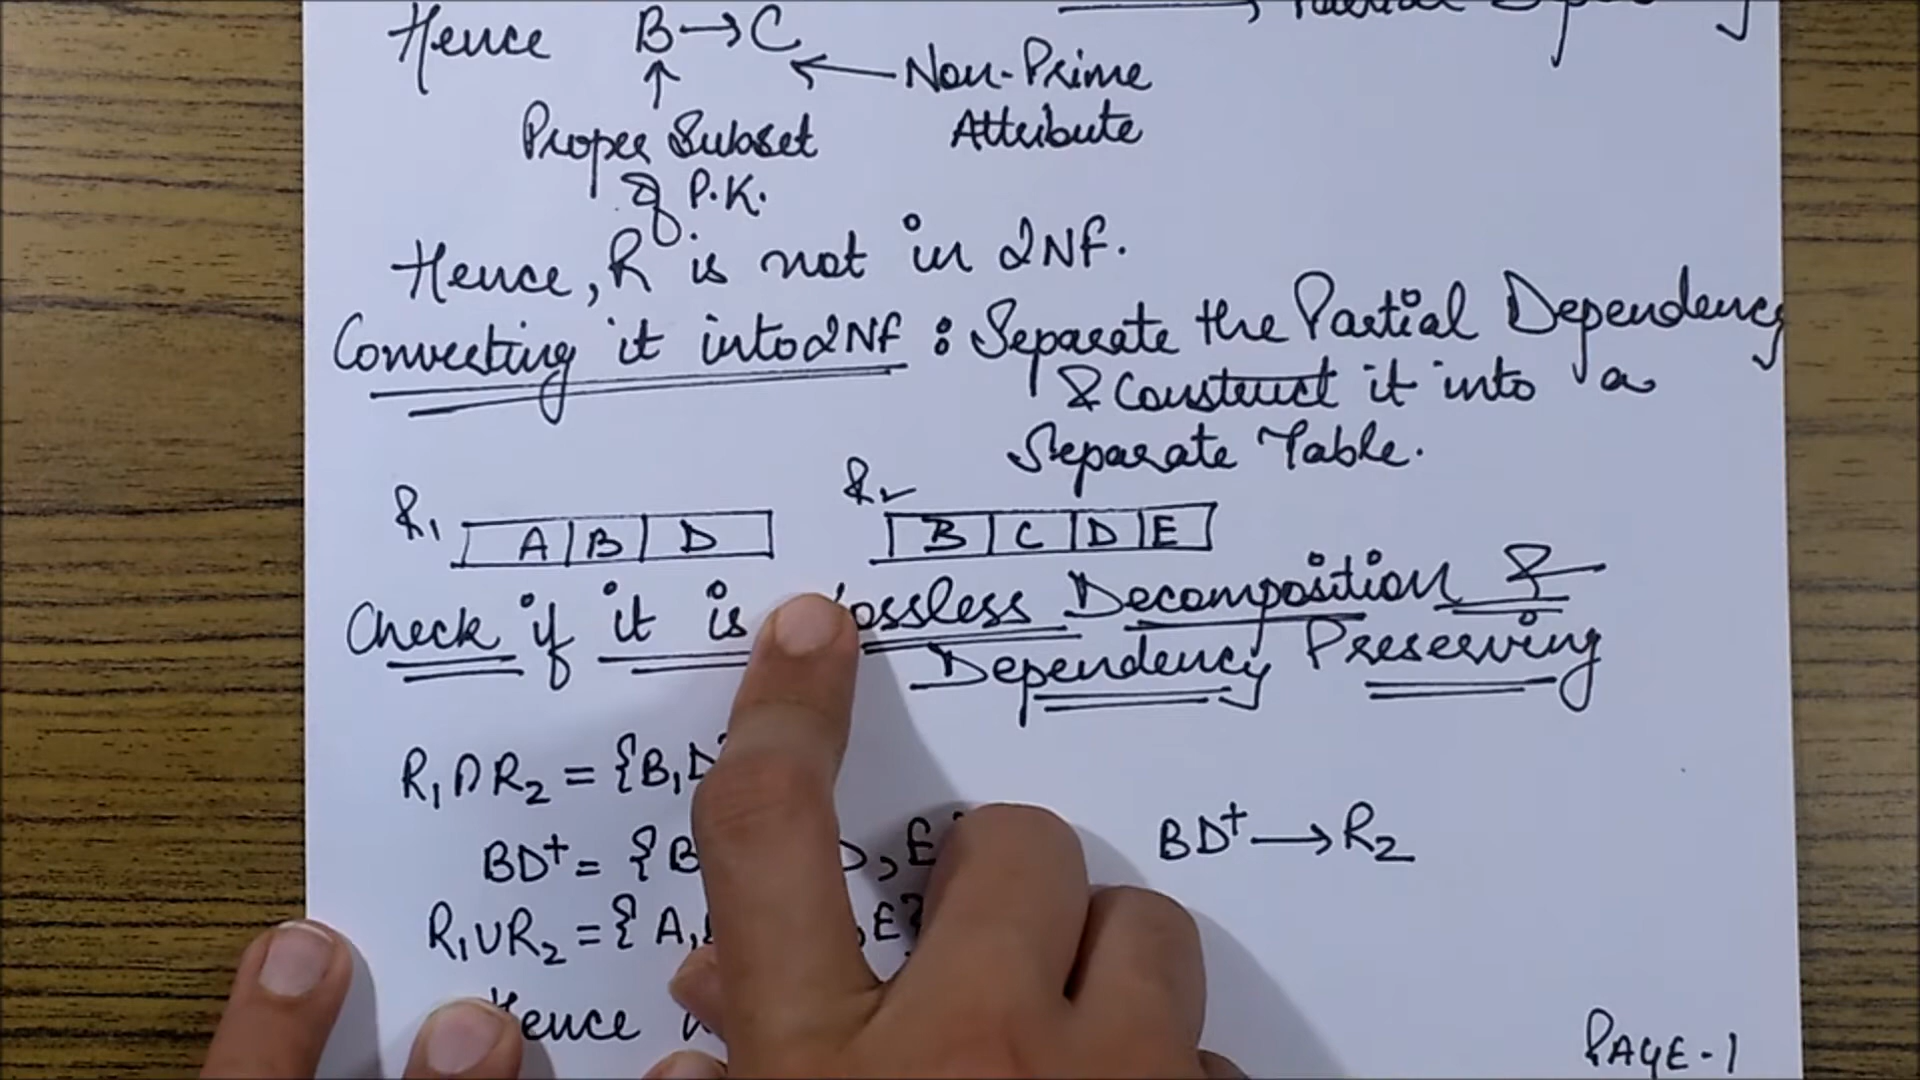 Hence B→C
Non-Prime
Attribute
Proper Subset
of P.K.
Hence, R is not in 2NF.
Converting it into 2NF : Separate the Partial Dependency
& Construct it into a
Separate Table.
R₁ A B D R₂ B C D E
Check if it is Lossless Decomposition &
Dependency Preserving
R₁∩R₂ = {B,D
BD⁺ = {B D,E BD⁺→R₂
R₁∪R₂ = {A, ,E}
Hence
PAGE-1